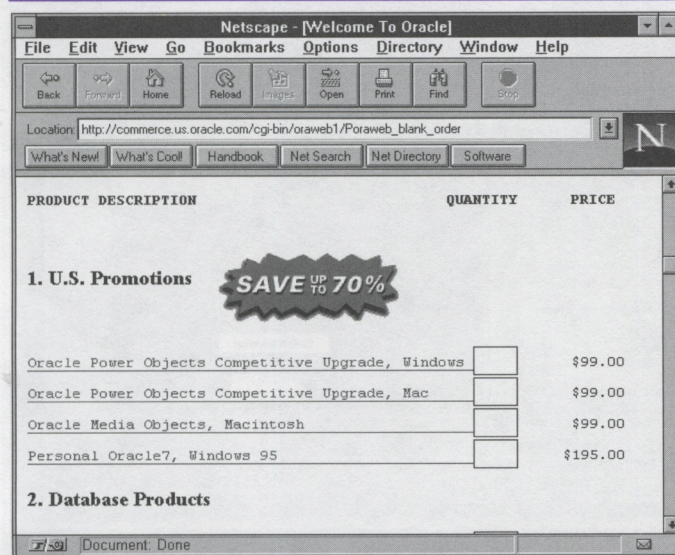 Netscape - [Welcome To Oracle]
File Edit View Go Bookmarks Options Directory Window Help
Back Forward Home Reload Images Open Print Find Stop
Location: http://commerce.us.oracle.com/cgi-bin/oraweb1/Poraweb_blank_order
N
What's New! What's Cool! Handbook Net Search Net Directory Software
PRODUCT DESCRIPTION QUANTITY PRICE
1. U.S. Promotions
SAVE UP TO 70%
Oracle Power Objects Competitive Upgrade, Windows $99.00
Oracle Power Objects Competitive Upgrade, Mac $99.00
Oracle Media Objects, Macintosh $99.00
Personal Oracle7, Windows 95 $195.00
2. Database Products
Document: Done